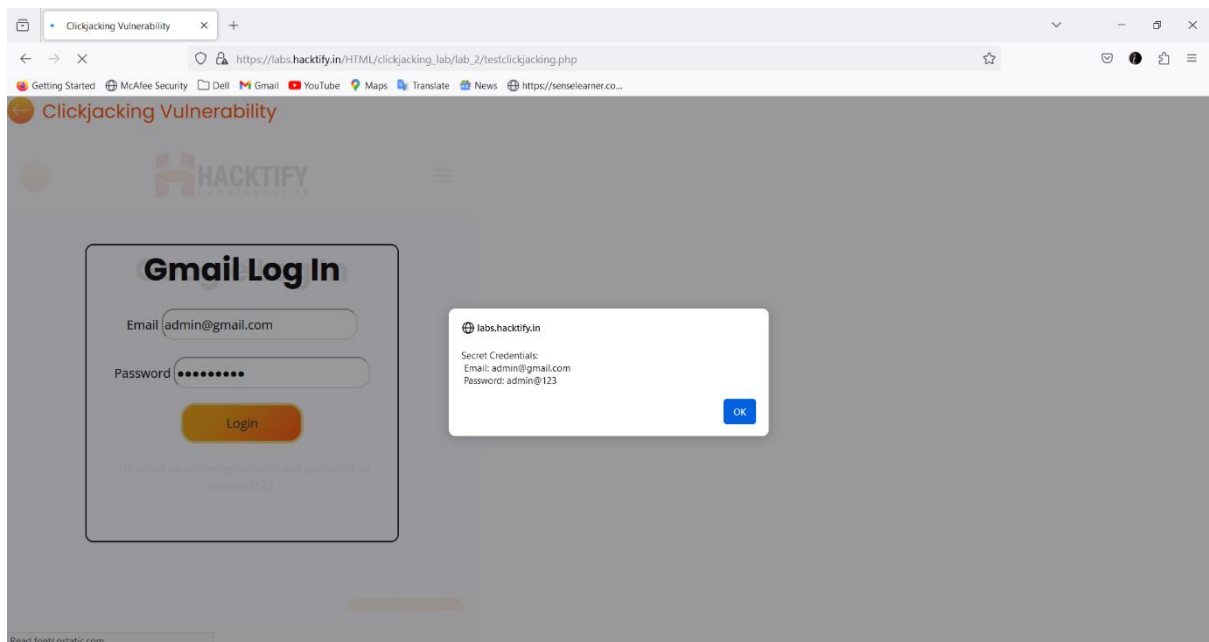 Clickjacking Vulnerability
https://labs.hacktify.in/HTML/clickjacking_lab/lab_2/testclickjacking.php
Getting Started McAfee Security Dell Gmail YouTube Maps Translate News https://senselearner.co...
Clickjacking Vulnerability
HACKTIFY
Gmail Log In
Email admin@gmail.com
Password •••••••••
Login
labs.hacktify.in
Secret Credentials:
Email: admin@gmail.com
Password: admin@123
OK